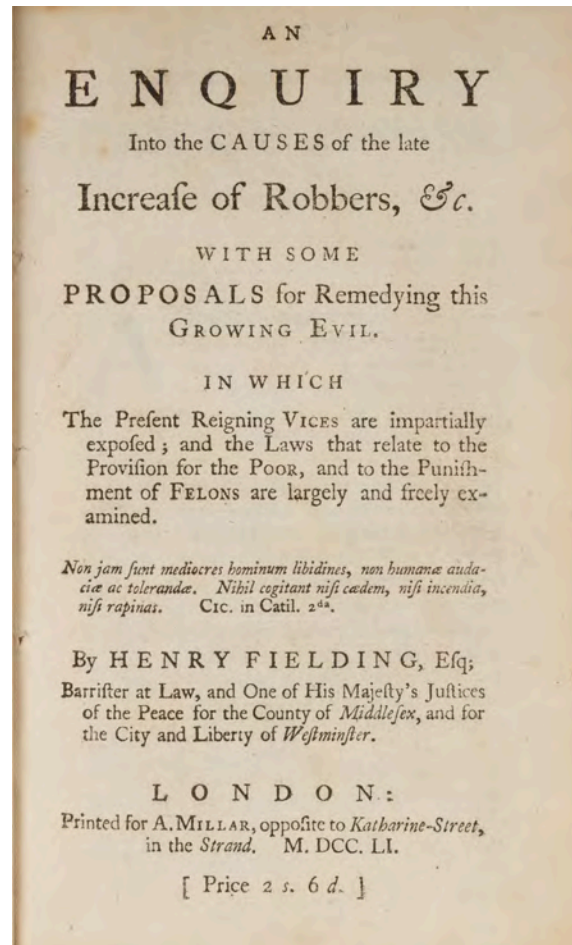 AN
ENQUIRY
Into the CAUSES of the late
Increaſe of Robbers, &c.
WITH SOME
PROPOSALS for Remedying this
GROWING EVIL.
IN WHICH
The Preſent Reigning VICES are impartially
expoſed; and the Laws that relate to the
Proviſion for the POOR, and to the Puniſh-
ment of FELONS are largely and freely ex-
amined.
Non jam ſunt mediocres hominum libidines, non humanæ auda-
ciæ ac tolerandæ. Nihil cogitant niſi cædem, niſi incendia,
niſi rapinas. CIC. in Catil. 2da.
By HENRY FIELDING, Eſq;
Barriſter at Law, and One of His Majeſty's Juſtices
of the Peace for the County of Middleſex, and for
the City and Liberty of Weſtminſter.
LONDON:
Printed for A. MILLAR, oppoſite to Katharine-Street,
in the Strand. M. DCC. LI.
[ Price 2 s. 6 d. ]